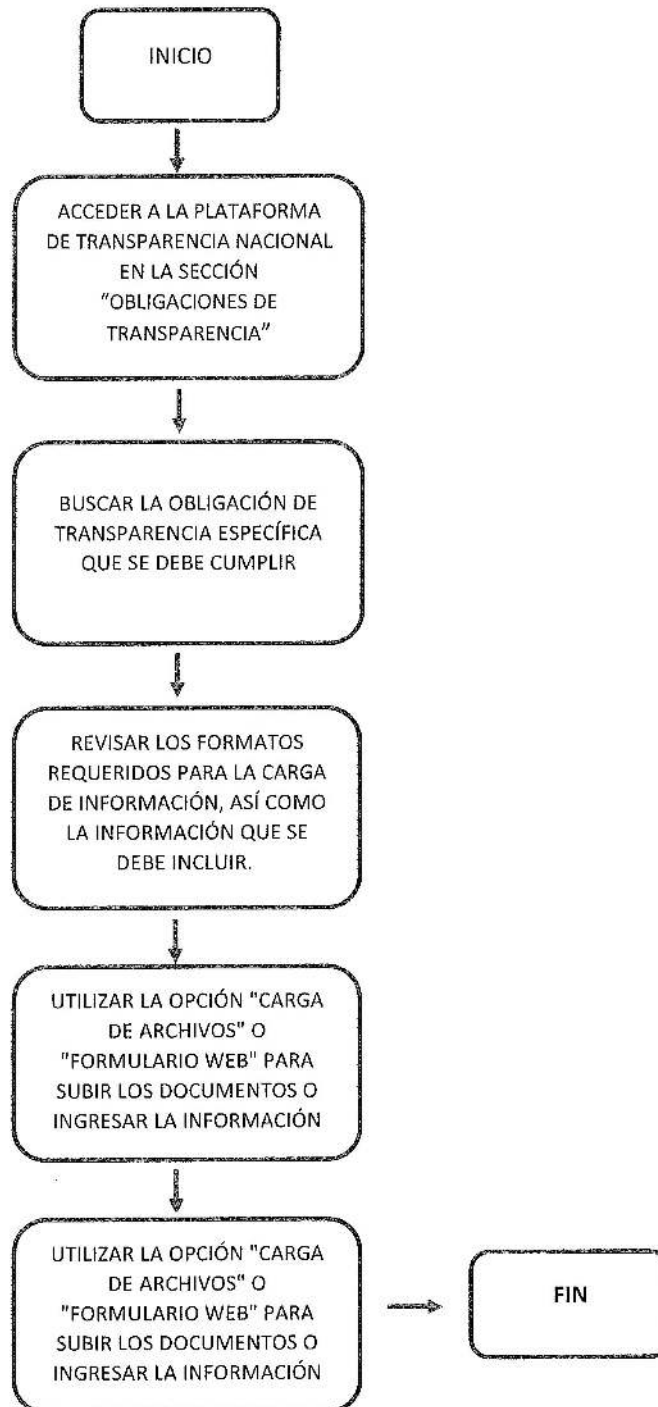 INICIO
ACCEDER A LA PLATAFORMA
DE TRANSPARENCIA NACIONAL
EN LA SECCIÓN
"OBLIGACIONES DE
TRANSPARENCIA"
BUSCAR LA OBLIGACIÓN DE
TRANSPARENCIA ESPECÍFICA
QUE SE DEBE CUMPLIR
REVISAR LOS FORMATOS
REQUERIDOS PARA LA CARGA
DE INFORMACIÓN, ASÍ COMO
LA INFORMACIÓN QUE SE
DEBE INCLUIR.
UTILIZAR LA OPCIÓN "CARGA
DE ARCHIVOS" O
"FORMULARIO WEB" PARA
SUBIR LOS DOCUMENTOS O
INGRESAR LA INFORMACIÓN
UTILIZAR LA OPCIÓN "CARGA
DE ARCHIVOS" O
"FORMULARIO WEB" PARA
SUBIR LOS DOCUMENTOS O
INGRESAR LA INFORMACIÓN
FIN